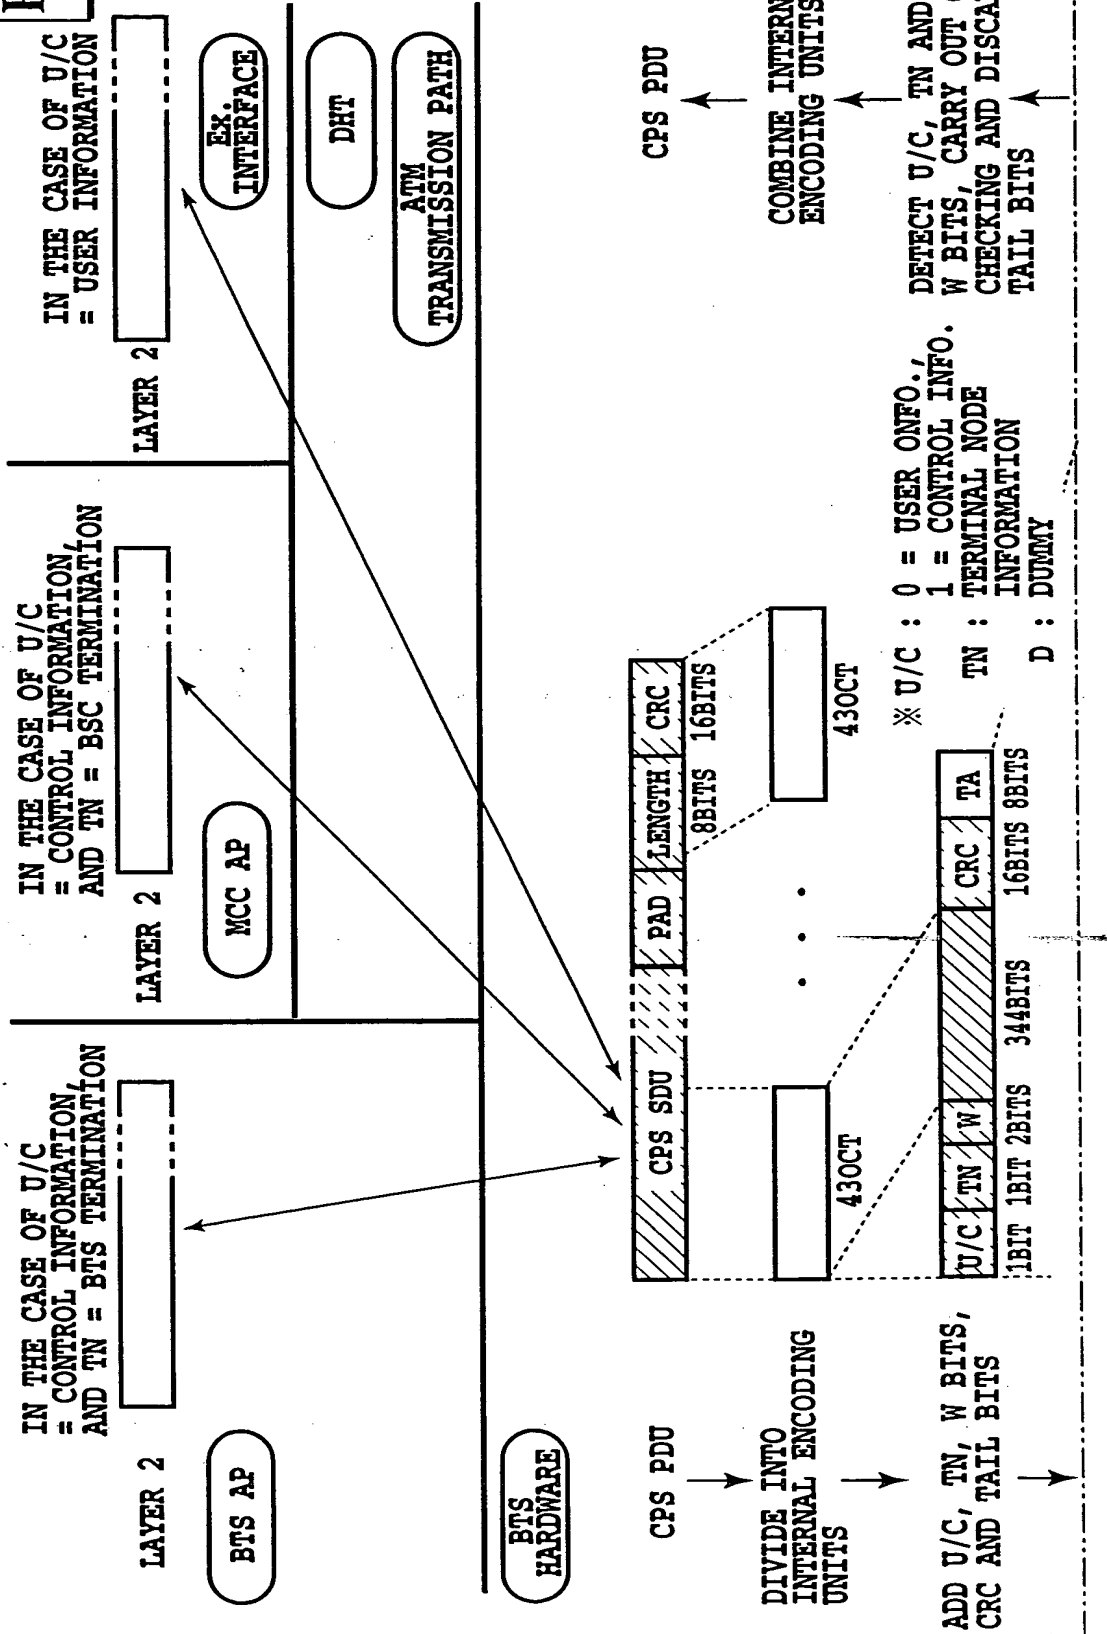 IN THE CASE OF U/C
= CONTROL INFORMATION,
AND TN = BTS TERMINATION
LAYER 2
BTS AP
IN THE CASE OF U/C
= CONTROL INFORMATION,
AND TN = BSC TERMINATION
LAYER 2
MCC AP
IN THE CASE OF U/C
= USER INFORMATION
LAYER 2
EX.
INTERFACE
DHT
ATM
TRANSMISSION PATH
BTS
HARDWARE
CPS PDU
CPS SDU
PAD
LENGTH
CRC
8BITS
16BITS
CPS PDU
DIVIDE INTO
INTERNAL ENCODING
UNITS
43OCT
• • •
43OCT
COMBINE INTERN
ENCODING UNITS
ADD U/C, TN, W BITS,
CRC AND TAIL BITS
U/C
TN
W
CRC
TA
1BIT
1BIT
2BITS
344BITS
16BITS
8BITS
※ U/C : 0 = USER ONFO.,
1 = CONTROL INFO.
TN : TERMINAL NODE
INFORMATION
D : DUMMY
DETECT U/C, TN AND
W BITS, CARRY OUT
CHECKING AND DISCA
TAIL BITS